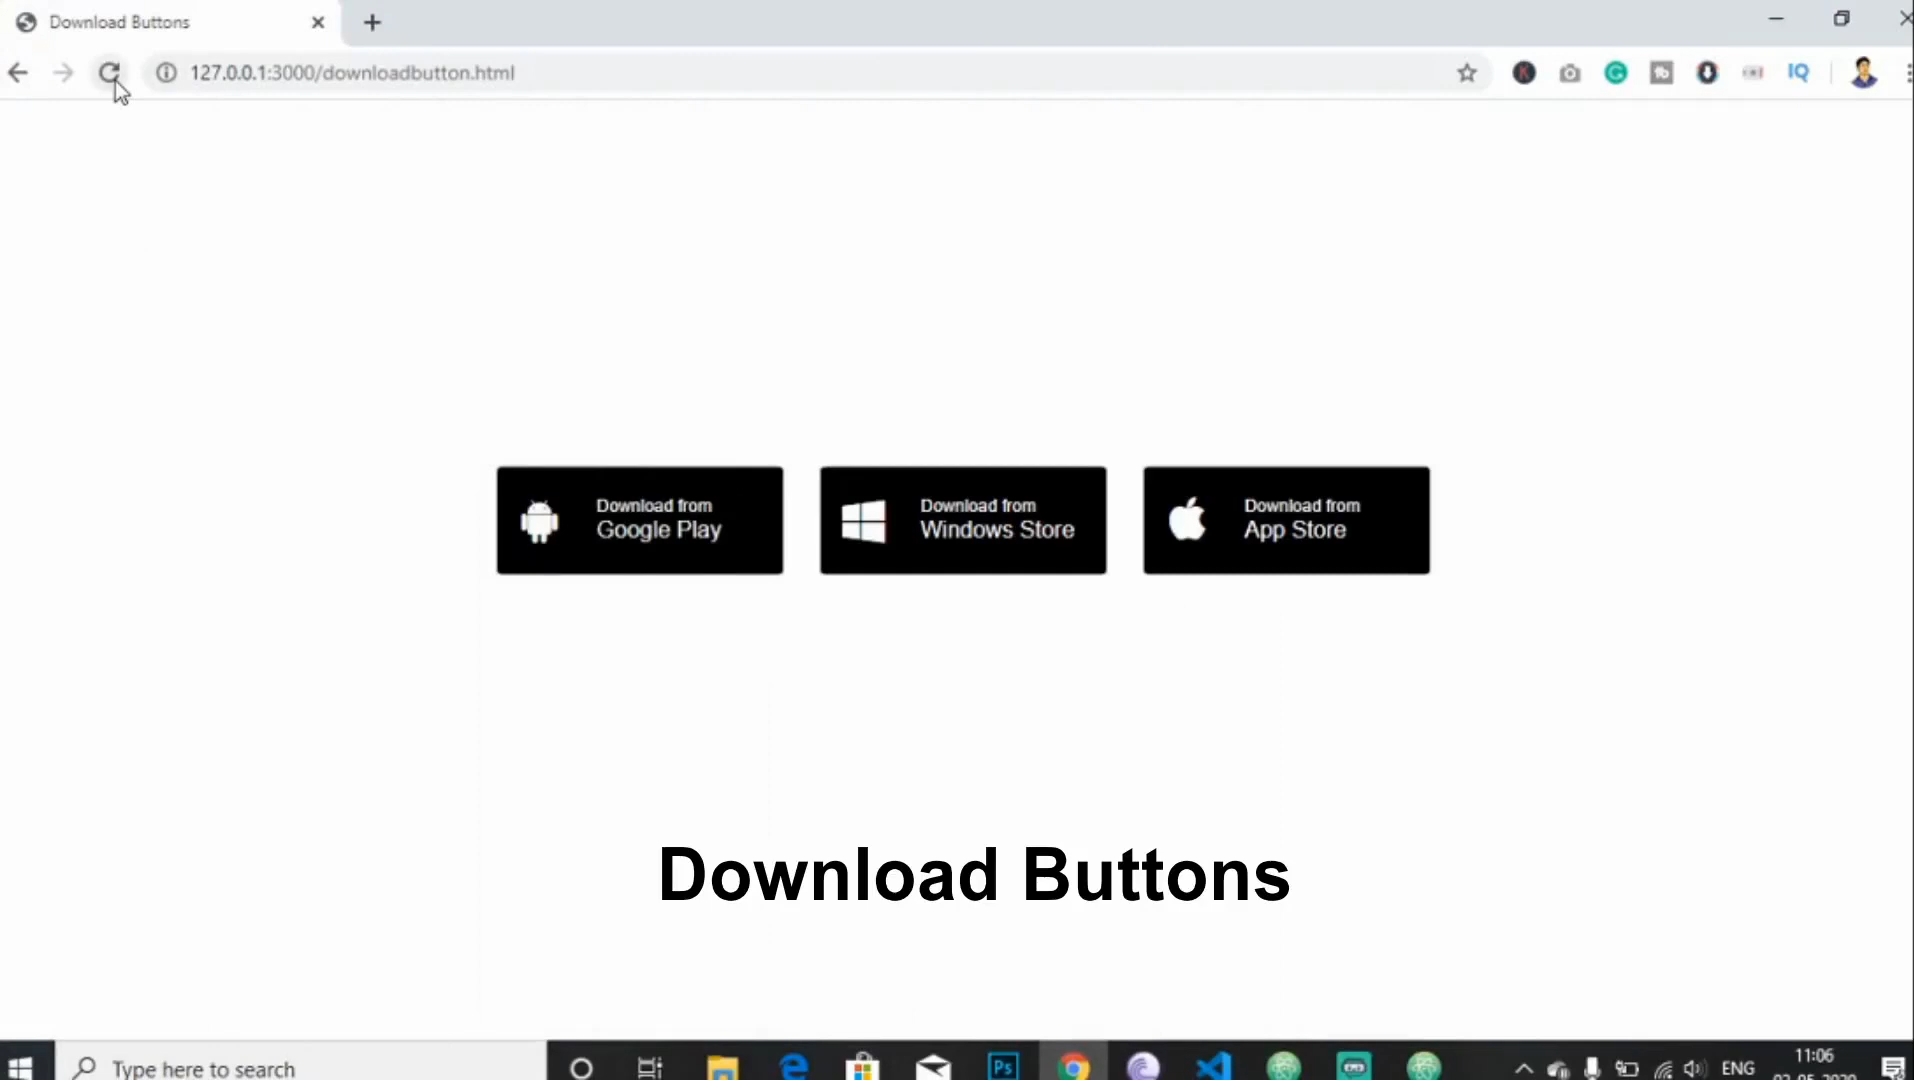 Download Buttons
127.0.0.1:3000/downloadbutton.html
IQ
Download from
Google Play
Download from
Windows Store
Download from
App Store
Download Buttons
Type here to search
Ps
ENG
11:06